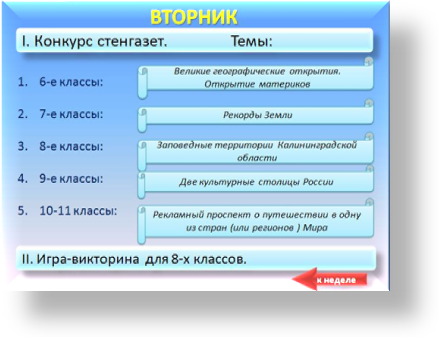 ВТОРНИК
I. Конкурс стенгазет. Темы:
1. 6-е классы:
Великие географические открытия.
Открытие материков
2. 7-е классы:
Рекорды Земли
3. 8-е классы:
Заповедные территории Калининградской
области
4. 9-е классы:
Две культурные столицы России
5. 10-11 классы:
Рекламный проспект о путешествии в одну
из стран (или регионов ) Мира
II. Игра-викторина для 8-х классов.
к неделе